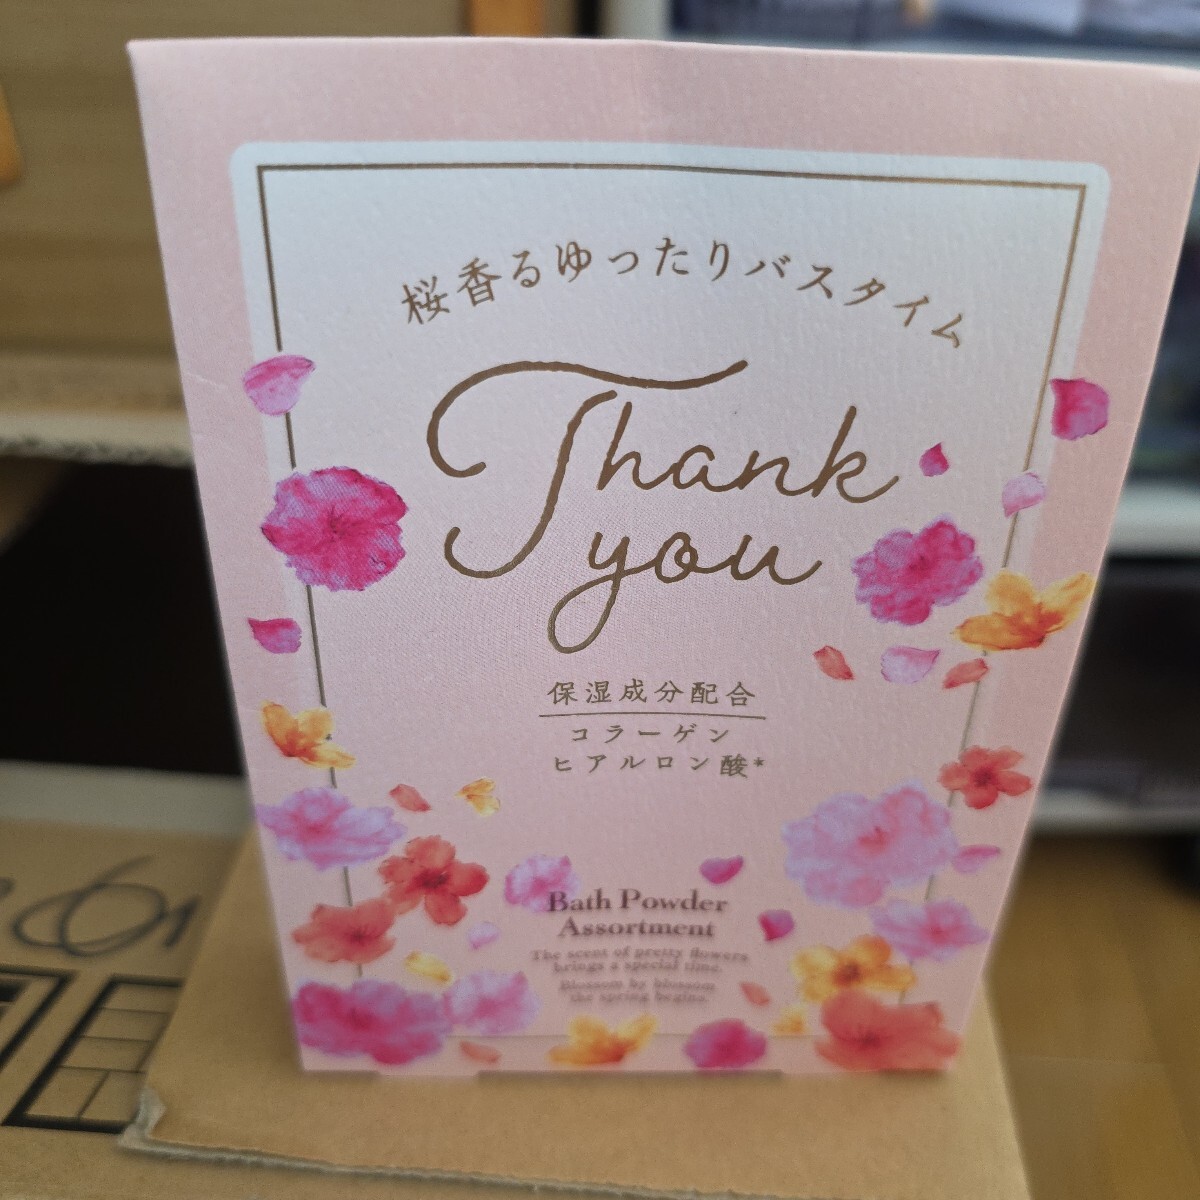 桜香るゆったりバスタイム
Thank
you
保湿成分配合
コラーゲン
ヒアルロン酸*
Bath Powder
Assortment
The scent of pretty flowers
brings a special time.
Blossom by blossom
the spring begins.